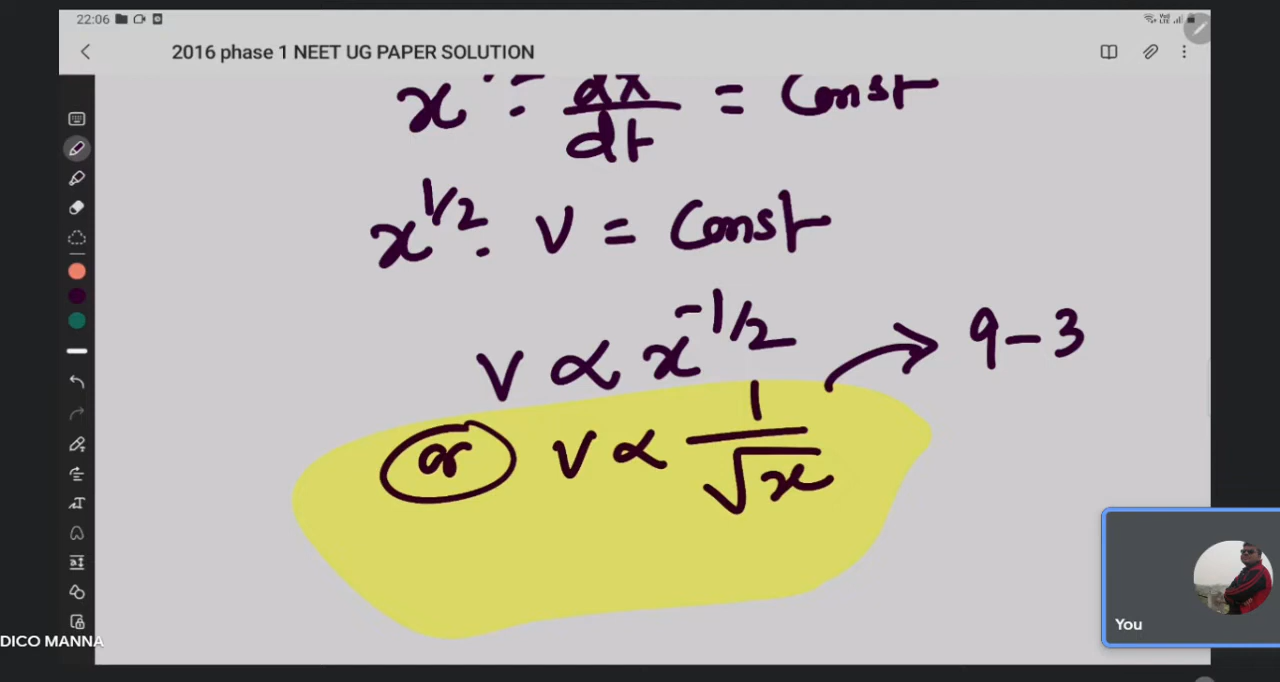 22:06
2016 phase 1 NEET UG PAPER SOLUTION
x dx/dt = Const
x^1/2 . v = Const
v ∝ x^-1/2 → 9-3
or v ∝ 1/√x
You
DICO MANNA